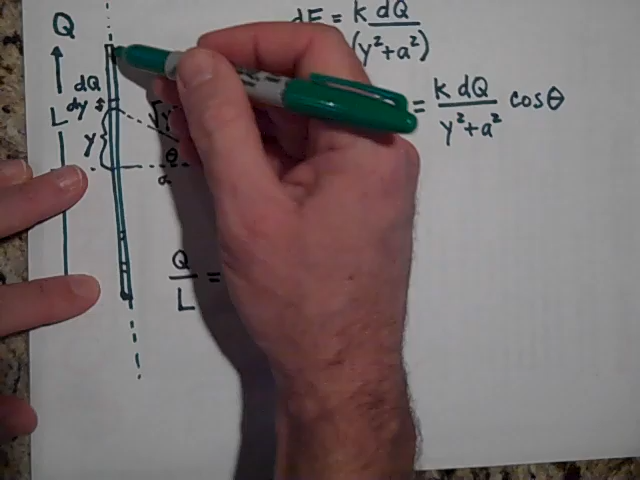 Q
dE = k dQ
(y²+a²)
dQ
dy
L
y
θ
a
= k dQ / y²+a² cosθ
Q / L =